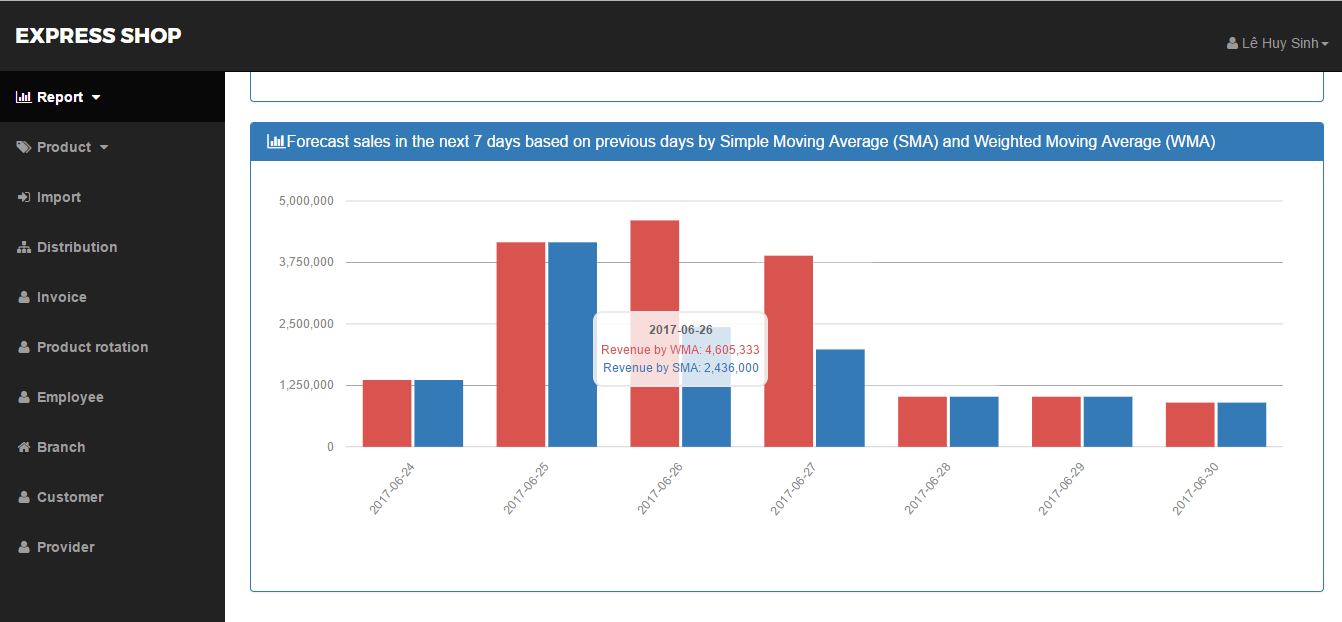 EXPRESS SHOP
Lê Huy Sinh
Report
Product
Import
Distribution
Invoice
Product rotation
Employee
Branch
Customer
Provider
Forecast sales in the next 7 days based on previous days by Simple Moving Average (SMA) and Weighted Moving Average (WMA)
5,000,000
3,750,000
2,500,000
1,250,000
0
2017-06-26
Revenue by WMA: 4,605,333
Revenue by SMA: 2,436,000
2017-06-24
2017-06-25
2017-06-26
2017-06-27
2017-06-28
2017-06-29
2017-06-30